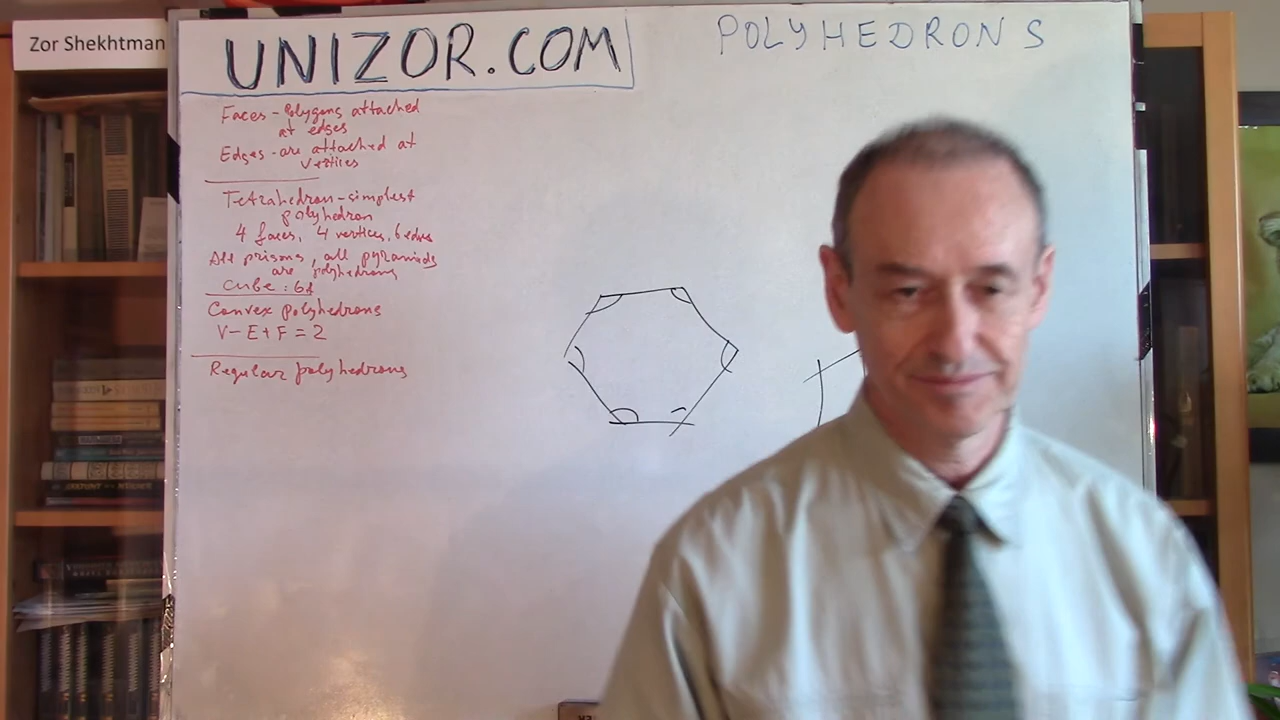 Zor Shekhtman
UNIZOR.COM
POLYHEDRONS
Faces - Polygons attached
at edges
Edges - are attached at
vertices
Tetrahedron - simplest
polyhedron
4 faces, 4 vertices, 6 edges
All prisms, all pyramids
are polyhedrons
Cube: 6f
Convex polyhedrons
V - E + F = 2
Regular polyhedrons